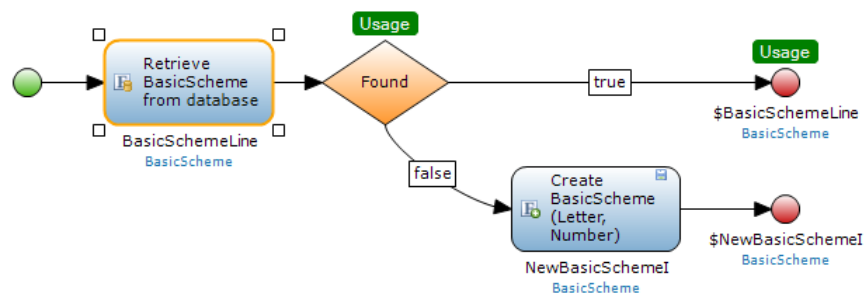 Usage
Usage
Retrieve
BasicScheme
from database
Found
true
BasicSchemeLine
BasicScheme
$BasicSchemeLine
BasicScheme
false
Create
BasicScheme
(Letter,
Number)
NewBasicSchemeI
BasicScheme
$NewBasicSchemeI
BasicScheme